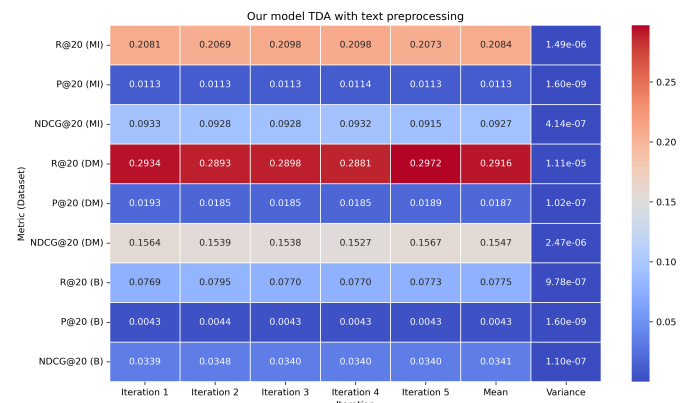 Our model TDA with text preprocessing
Metric (Dataset)
R@20 (MI) 0.2081 0.2069 0.2098 0.2098 0.2073 0.2084 1.49e-06
P@20 (MI) 0.0113 0.0113 0.0113 0.0114 0.0113 0.0113 1.60e-09
NDCG@20 (MI) 0.0933 0.0928 0.0928 0.0932 0.0915 0.0927 4.14e-07
R@20 (DM) 0.2934 0.2893 0.2898 0.2881 0.2972 0.2916 1.11e-05
P@20 (DM) 0.0193 0.0185 0.0185 0.0185 0.0189 0.0187 1.02e-07
NDCG@20 (DM) 0.1564 0.1539 0.1538 0.1527 0.1567 0.1547 2.47e-06
R@20 (B) 0.0769 0.0795 0.0770 0.0770 0.0773 0.0775 9.78e-07
P@20 (B) 0.0043 0.0044 0.0043 0.0043 0.0043 0.0043 1.60e-09
NDCG@20 (B) 0.0339 0.0348 0.0340 0.0340 0.0340 0.0341 1.10e-07
Iteration 1 Iteration 2 Iteration 3 Iteration 4 Iteration 5 Mean Variance
Iteration
0.25
0.20
0.15
0.10
0.05